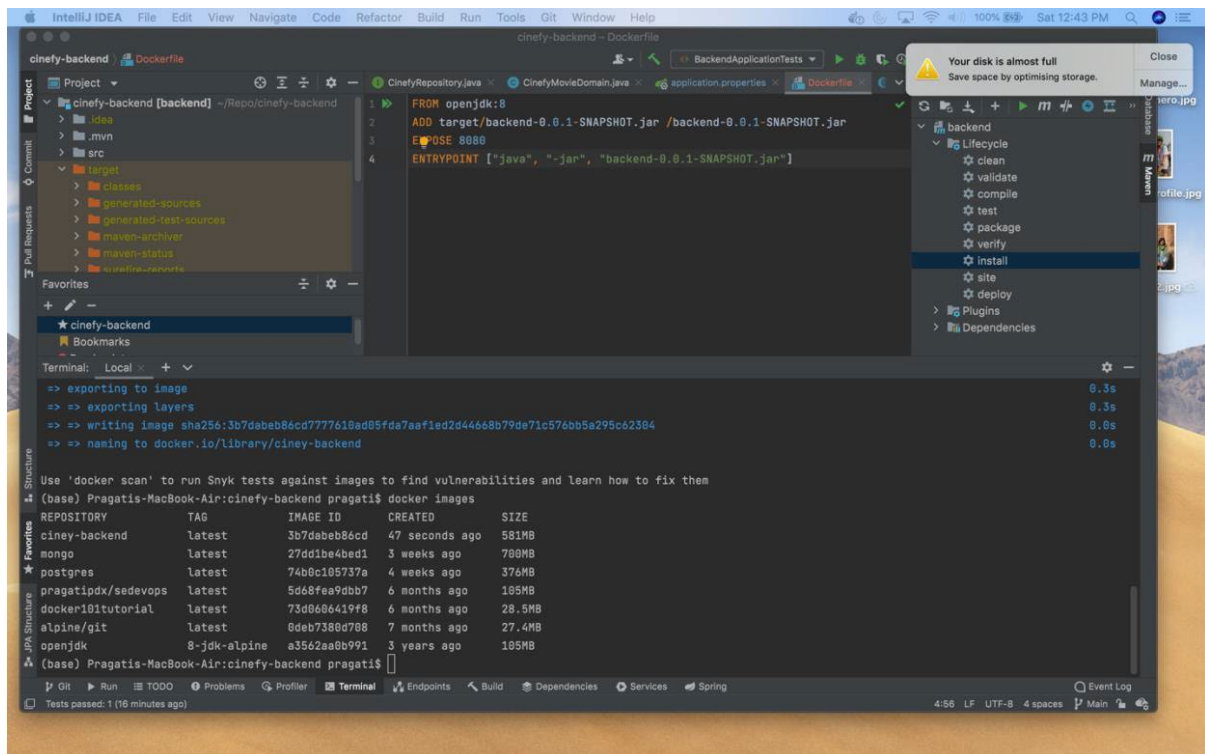 IntelliJ IDEA File Edit View Navigate Code Refactor Build Run Tools Git Window Help 100% Sat 12:43 PM
cinefy-backend – Dockerfile
cinefy-backend Dockerfile BackendApplicationTests
Your disk is almost full
Save space by optimising storage.
Close
Manage...
Project
CinefyRepository.java CinefyMovieDomain.java application.properties Dockerfile
hero.jpg
cinefy-backend [backend] ~/Repo/cinefy-backend
.idea
.mvn
src
target
classes
generated-sources
generated-test-sources
maven-archiver
maven-status
surefire-reports
1 FROM openjdk:8
2 ADD target/backend-0.0.1-SNAPSHOT.jar /backend-0.0.1-SNAPSHOT.jar
3 E POSE 8080
4 ENTRYPOINT ["java", "-jar", "backend-0.0.1-SNAPSHOT.jar"]
backend
Lifecycle
clean
validate
compile
test
package
verify
install
site
deploy
Plugins
Dependencies
Project
Commit
Pull Requests
Database
Maven
rofile.jpg
2.jpg
Favorites
cinefy-backend
Bookmarks
Terminal: Local
=> exporting to image 0.3s
=> => exporting layers 0.3s
=> => writing image sha256:3b7dabeb86cd7777610ad05fda7aaf1ed2d44668b79de71c576bb5a295c62304 0.0s
=> => naming to docker.io/library/ciney-backend 0.0s
Use 'docker scan' to run Snyk tests against images to find vulnerabilities and learn how to fix them
(base) Pragatis-MacBook-Air:cinefy-backend pragati$ docker images
REPOSITORY TAG IMAGE ID CREATED SIZE
ciney-backend latest 3b7dabeb86cd 47 seconds ago 581MB
mongo latest 27dd1be4bed1 3 weeks ago 700MB
postgres latest 74b0c105737a 4 weeks ago 376MB
pragatipdx/sedevops latest 5d68fea9dbb7 6 months ago 105MB
docker101tutorial latest 73d0606419f8 6 months ago 28.5MB
alpine/git latest 0deb7380d708 7 months ago 27.4MB
openjdk 8-jdk-alpine a3562aa0b991 3 years ago 105MB
(base) Pragatis-MacBook-Air:cinefy-backend pragati$
Structure
Favorites
JPA Structure
Git Run TODO Problems Profiler Terminal Endpoints Build Dependencies Services Spring Event Log
Tests passed: 1 (16 minutes ago) 4:56 LF UTF-8 4 spaces Main